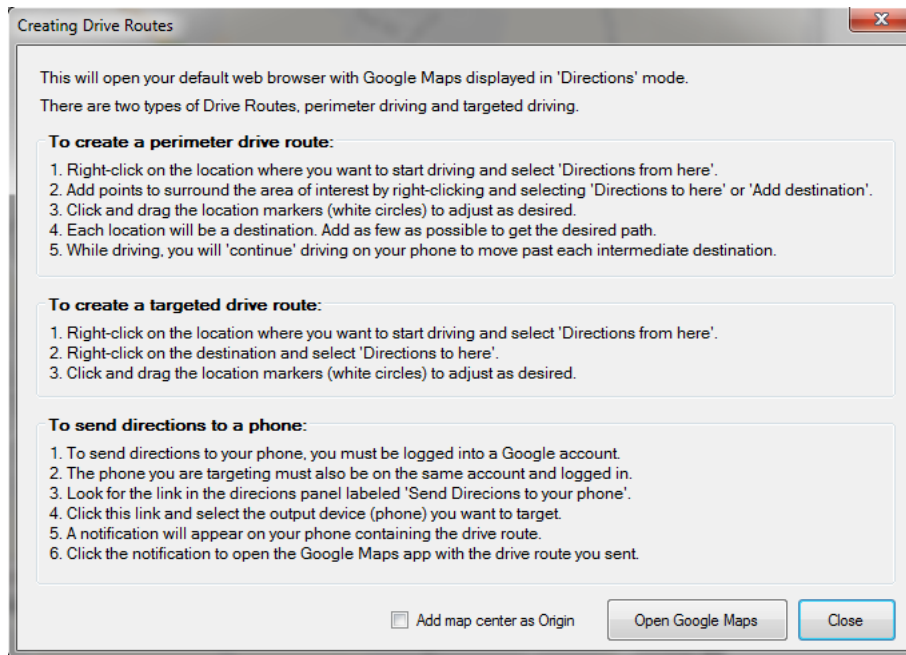 Creating Drive Routes
This will open your default web browser with Google Maps displayed in 'Directions' mode.
There are two types of Drive Routes, perimeter driving and targeted driving.
To create a perimeter drive route:
1. Right-click on the location where you want to start driving and select 'Directions from here'.
2. Add points to surround the area of interest by right-clicking and selecting 'Directions to here' or 'Add destination'.
3. Click and drag the location markers (white circles) to adjust as desired.
4. Each location will be a destination. Add as few as possible to get the desired path.
5. While driving, you will 'continue' driving on your phone to move past each intermediate destination.
To create a targeted drive route:
1. Right-click on the location where you want to start driving and select 'Directions from here'.
2. Right-click on the destination and select 'Directions to here'.
3. Click and drag the location markers (white circles) to adjust as desired.
To send directions to a phone:
1. To send directions to your phone, you must be logged into a Google account.
2. The phone you are targeting must also be on the same account and logged in.
3. Look for the link in the direcions panel labeled 'Send Direcions to your phone'.
4. Click this link and select the output device (phone) you want to target.
5. A notification will appear on your phone containing the drive route.
6. Click the notification to open the Google Maps app with the drive route you sent.
Add map center as Origin Open Google Maps Close